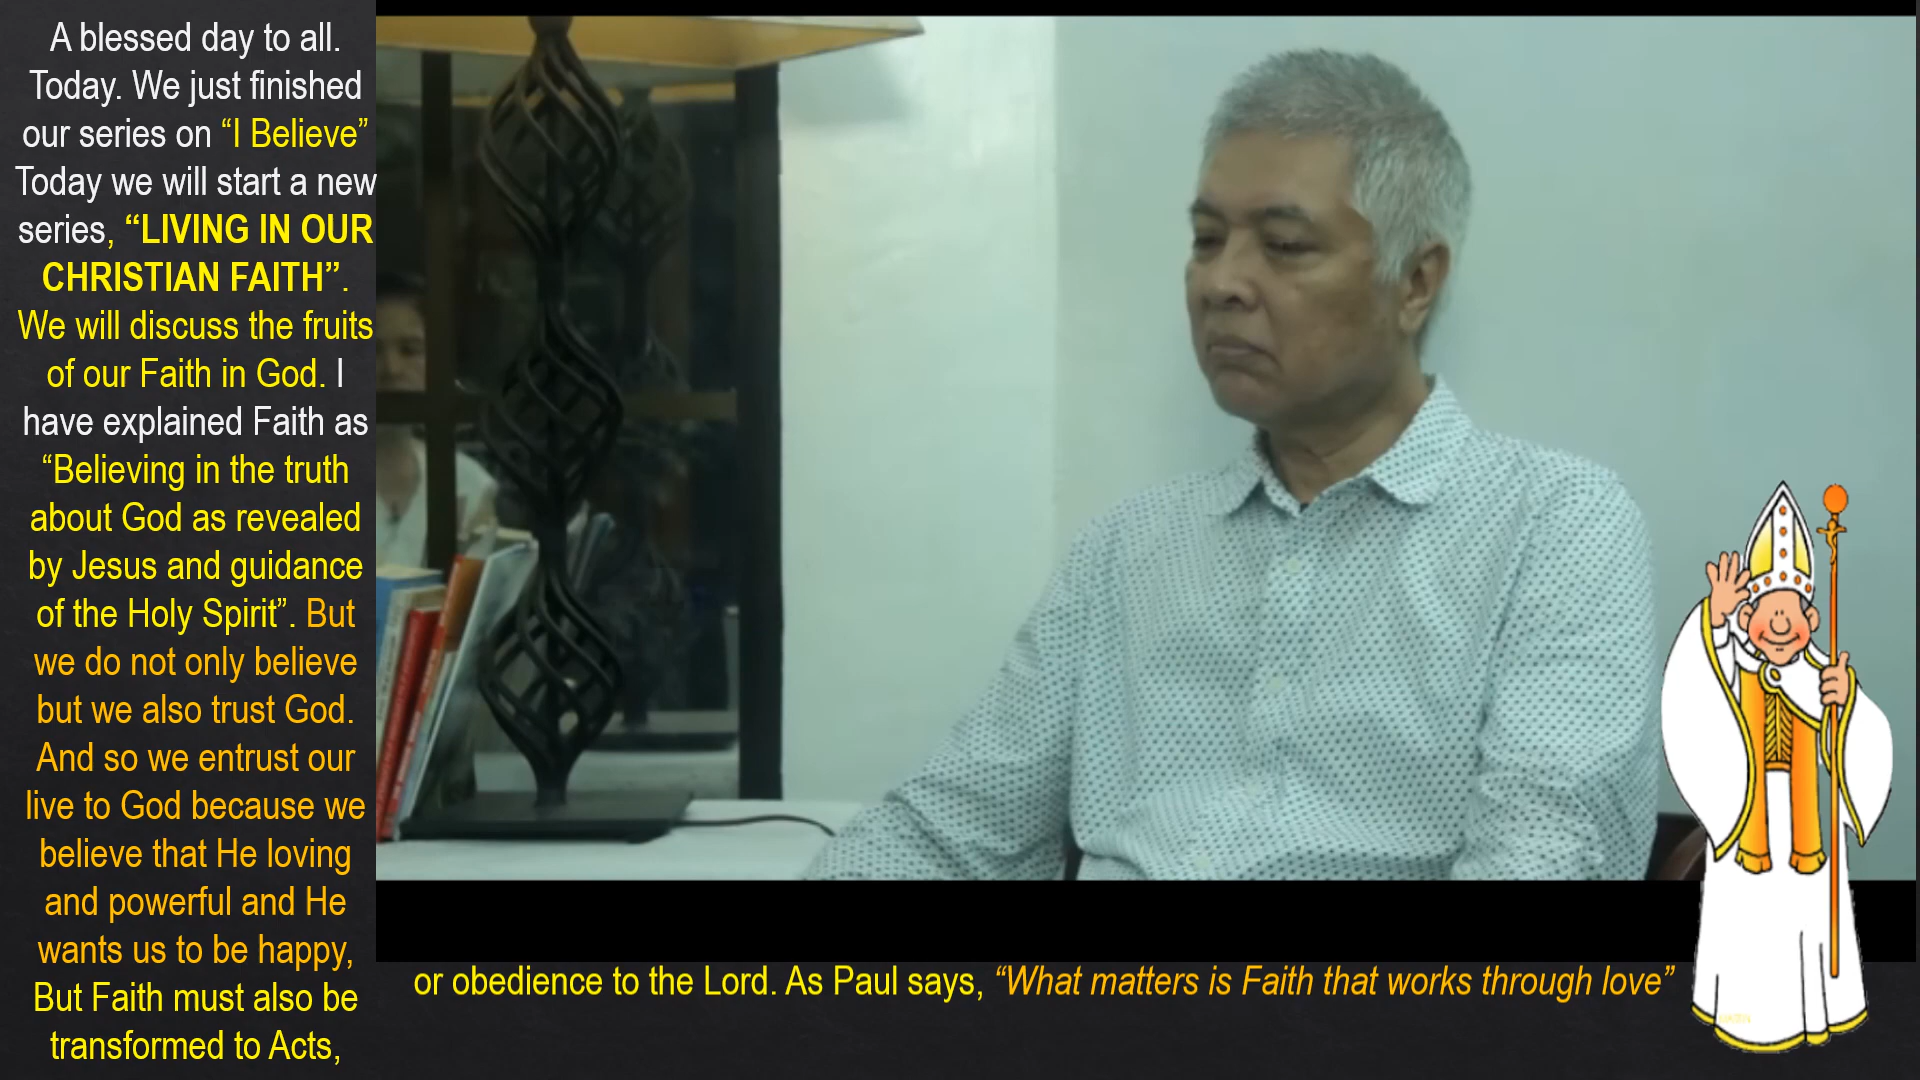 A blessed day to all.
Today. We just finished
our series on “I Believe”
Today we will start a new
series, “LIVING IN OUR
CHRISTIAN FAITH”.
We will discuss the fruits
of our Faith in God. I
have explained Faith as
“Believing in the truth
about God as revealed
by Jesus and guidance
of the Holy Spirit”. But
we do not only believe
but we also trust God.
And so we entrust our
live to God because we
believe that He loving
and powerful and He
wants us to be happy,
But Faith must also be
transformed to Acts,
or obedience to the Lord. As Paul says, “What matters is Faith that works through love”